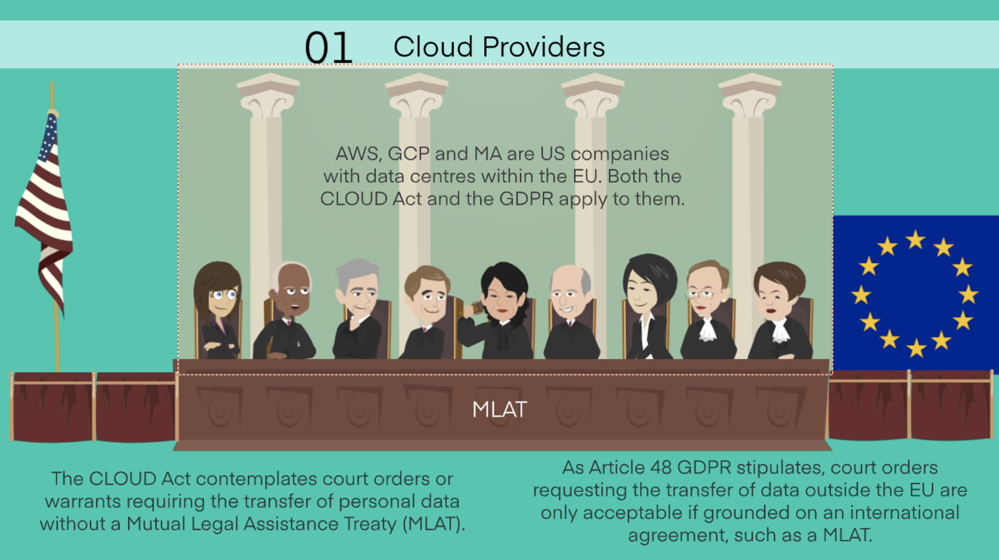 01 Cloud Providers
AWS, GCP and MA are US companies
with data centres within the EU. Both the
CLOUD Act and the GDPR apply to them.
MLAT
The CLOUD Act contemplates court orders or
warrants requiring the transfer of personal data
without a Mutual Legal Assistance Treaty (MLAT).
As Article 48 GDPR stipulates, court orders
requesting the transfer of data outside the EU are
only acceptable if grounded on an international
agreement, such as a MLAT.